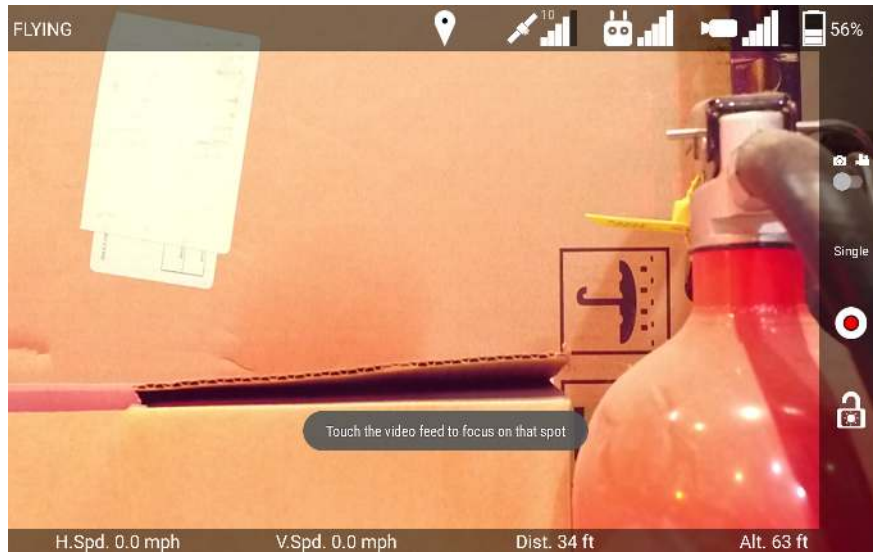 FLYING
10
56%
Single
Touch the video feed to focus on that spot
H.Spd. 0.0 mph
V.Spd. 0.0 mph
Dist. 34 ft
Alt. 63 ft